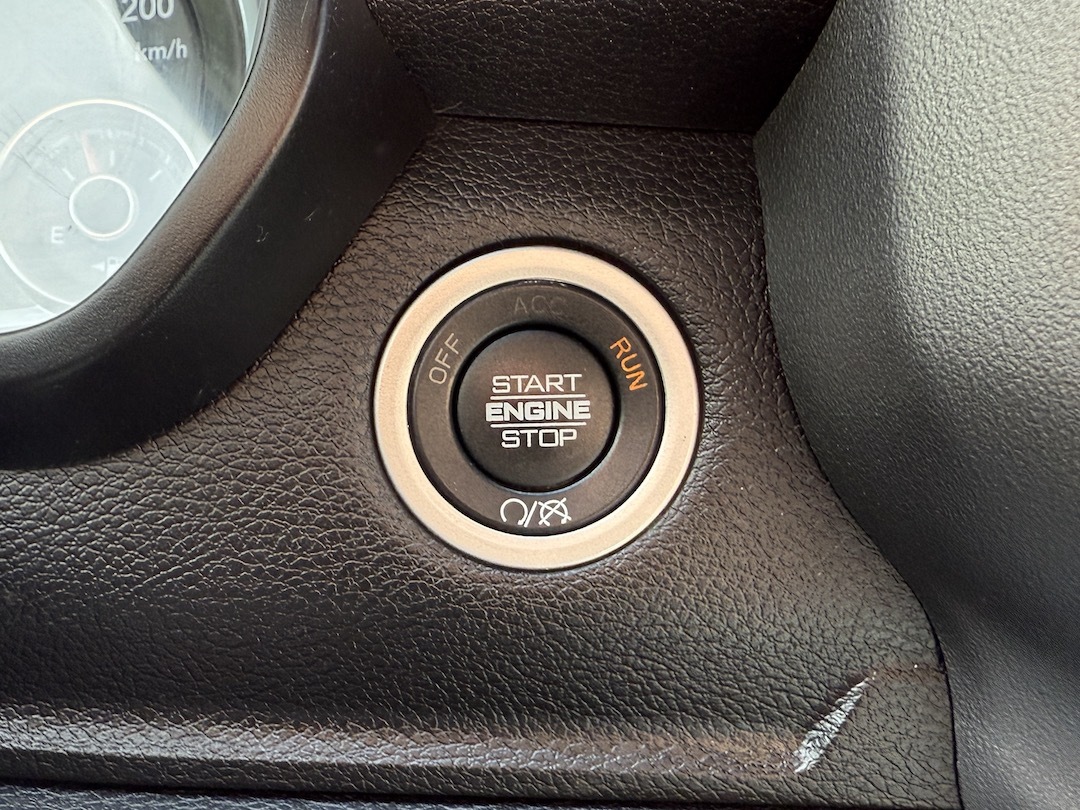 200
km/h
E
ACC
OFF
RUN
START
ENGINE
STOP